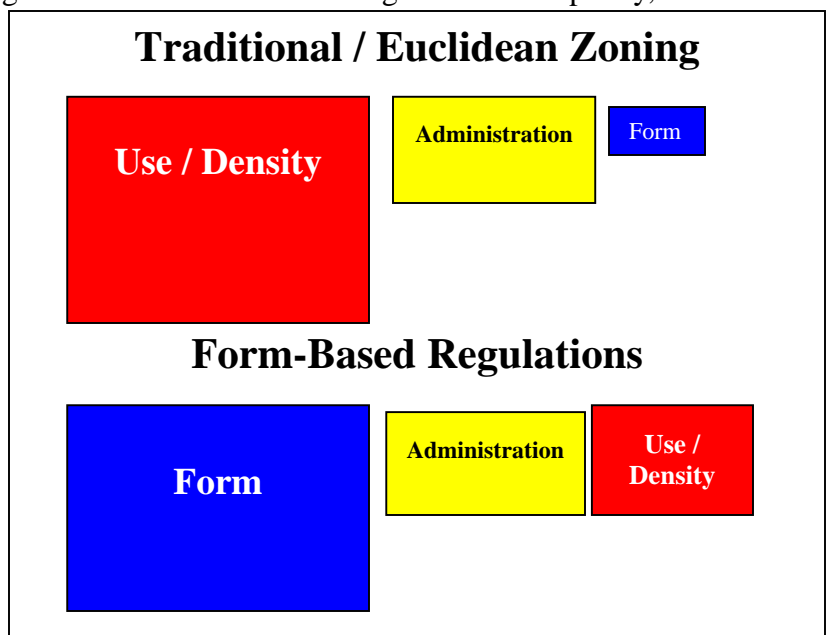 Traditional / Euclidean Zoning
Use / Density
Administration
Form
Form-Based Regulations
Form
Administration
Use /
Density